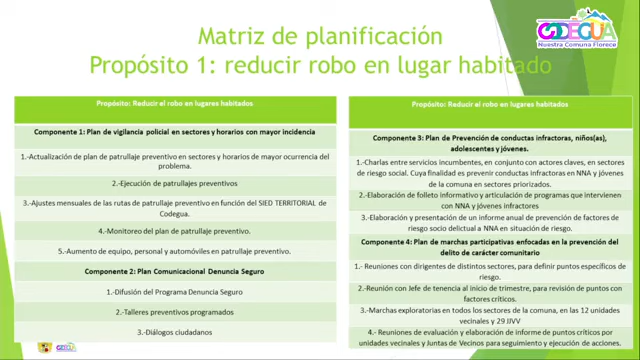 Matriz de planificación
Propósito 1: reducir robo en lugar habitado
CODEGUA
Nuestra Comuna Florece
Propósito: Reducir el robo en lugares habitados
Componente 1: Plan de vigilancia policial en sectores y horarios con mayor incidencia
1.-Actualización de plan de patrullaje preventivo en sectores y horarios de mayor ocurrencia del
problema.
2.-Ejecución de patrullajes preventivos
3.-Ajustes mensuales de las rutas de patrullaje preventivo en función del SIED TERRITORIAL de
Codegua.
4.-Monitoreo del plan de patrullaje preventivo.
5.-Aumento de equipo, personal y automóviles en patrullaje preventivo.
Componente 2: Plan Comunicacional Denuncia Seguro
1.-Difusión del Programa Denuncia Seguro
2.-Talleres preventivos programados
3.-Diálogos ciudadanos
Propósito: Reducir el robo en lugares habitados
Componente 3: Plan de Prevención de conductas infractoras, niños(as),
adolescentes y jóvenes.
1.-Charlas entre servicios incumbentes, en conjunto con actores claves, en sectores
de riesgo social. Cuya finalidad es prevenir conductas infractoras en NNA y jóvenes
de la comuna en sectores priorizados.
2.-Elaboración de folleto informativo y articulación de programas que intervienen
con NNA y jóvenes infractores
3.-Elaboración y presentación de un informe anual de prevención de factores de
riesgo socio delictual a NNA en situación de riesgo.
Componente 4: Plan de marchas participativas enfocadas en la prevención del
delito de carácter comunitario
1.- Reuniones con dirigentes de distintos sectores, para definir puntos específicos de
riesgo.
2.-Reunión con Jefe de tenencia al inicio de trimestre, para revisión de puntos con
factores críticos.
3.-Marchas exploratorias en todos los sectores de la comuna, en las 12 unidades
vecinales y 29 JJVV
4.- Reuniones de evaluación y elaboración de informe de puntos críticos por
unidades vecinales y Juntas de Vecinos para seguimiento y ejecución de acciones.
CODEGUA